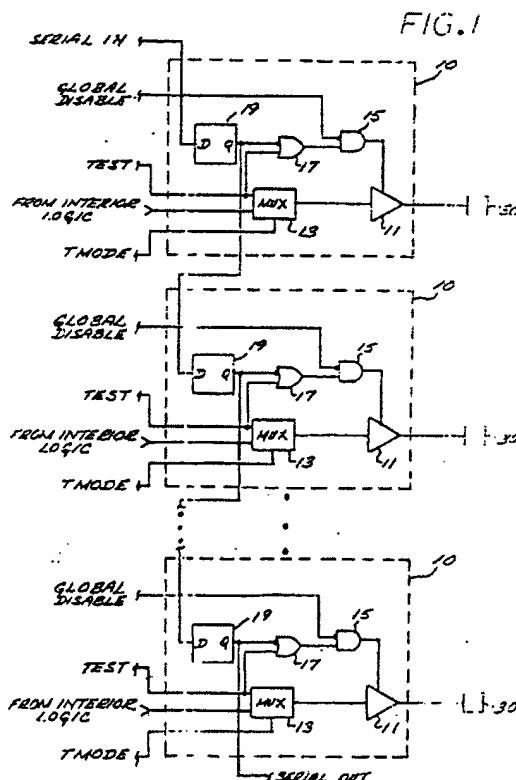 FIG. 1
SERIAL IN
10
GLOBAL
DISABLE
15
19
D Q
17
TEST
MUX
FROM INTERIOR
LOGIC
11
30
13
TMODE
10
GLOBAL
DISABLE
15
19
D Q
17
TEST
MUX
FROM INTERIOR
LOGIC
11
30
13
TMODE
10
GLOBAL
DISABLE
15
19
D Q
17
TEST
MUX
FROM INTERIOR
LOGIC
11
30
13
TMODE
SERIAL OUT